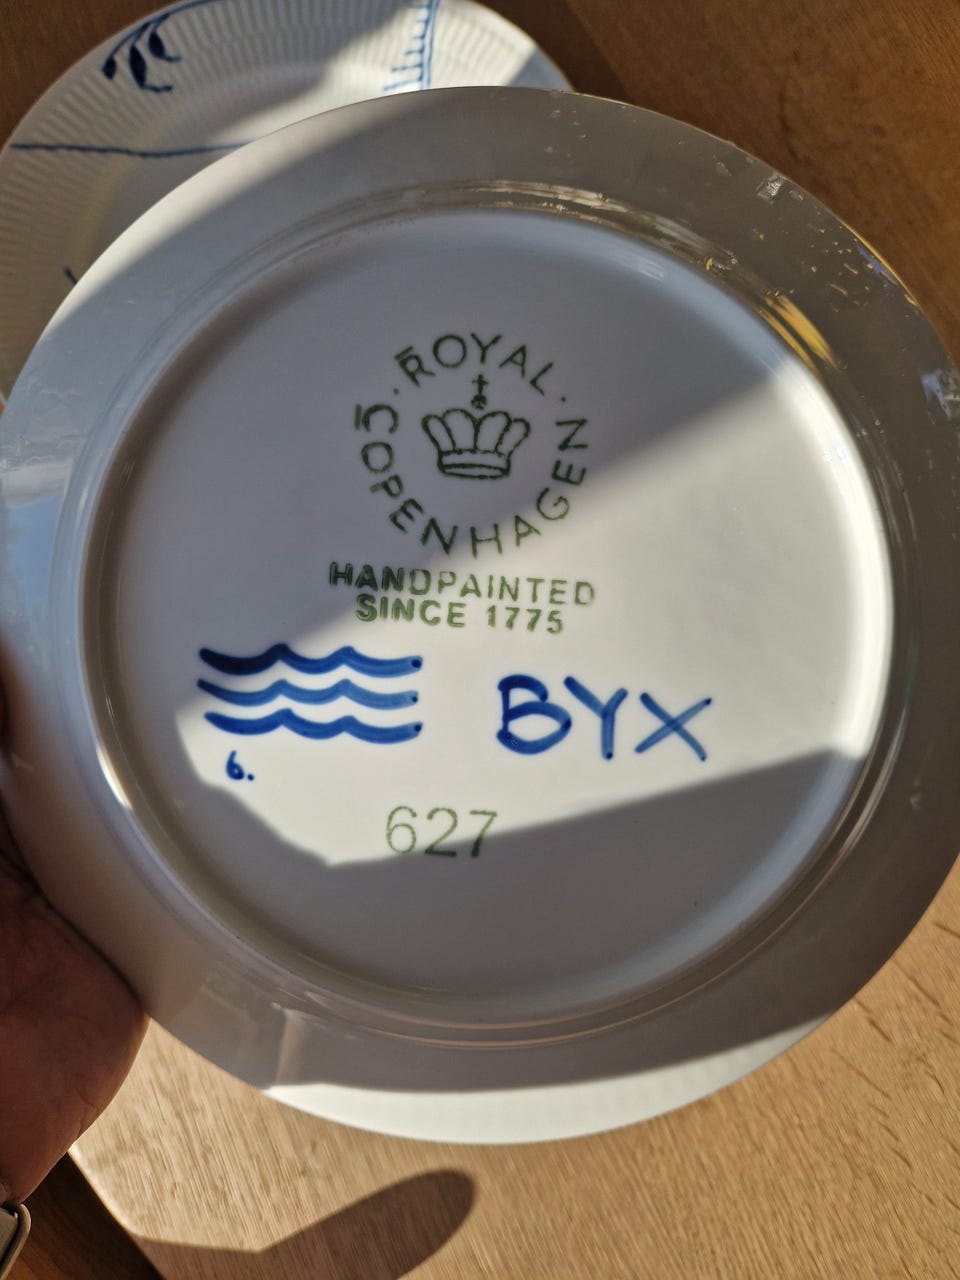 ROYAL
COPENHAGEN
HANDPAINTED
SINCE 1775
BYX
6.
627